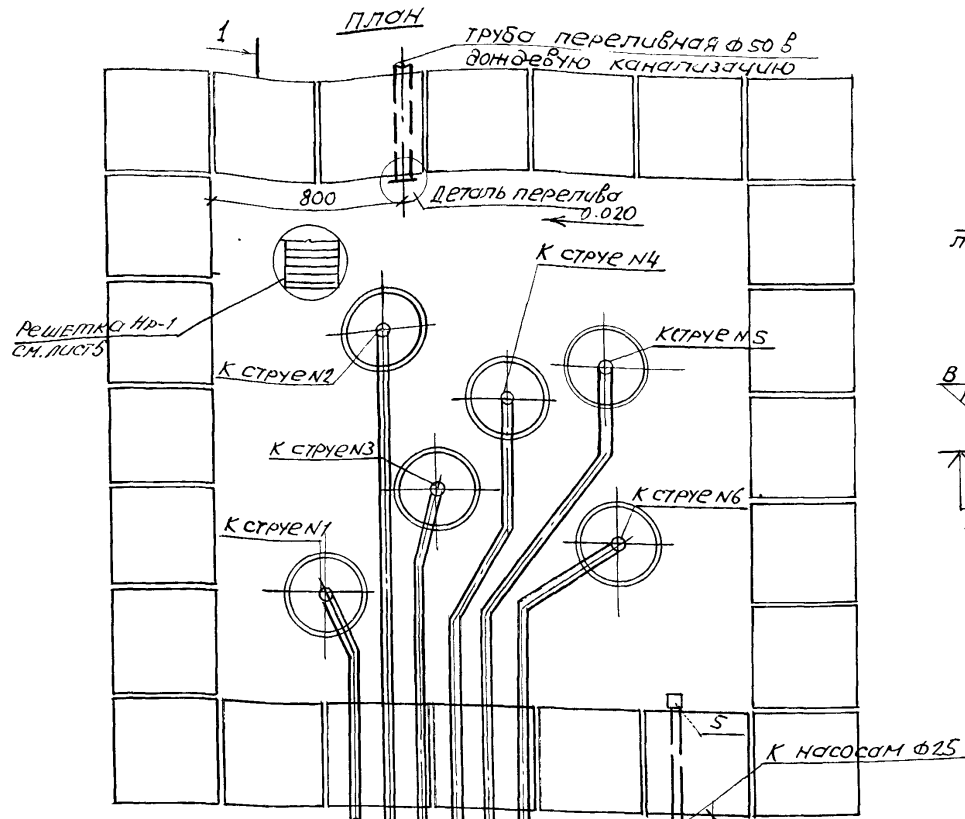 ПЛАН
1
ТРУБА ПЕРЕЛИВНАЯ Ф 50 В
ДОЖДЕВУЮ КАНАЛИЗАЦИЮ
800
ДЕТАЛЬ ПЕРЕЛИВА
0.020
К СТРУЕ N4
РЕШЕТКА НР-1
СМ. ЛИСТ 5
К СТРУЕ N2
К СТРУЕ N5
В
К СТРУЕ N3
К СТРУЕ N6
К СТРУЕ N1
5
К НАСОСАМ Ф25